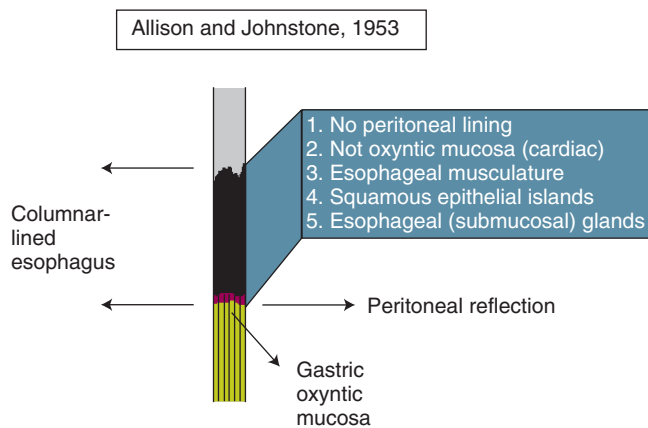 Allison and Johnstone, 1953
1. No peritoneal lining
2. Not oxyntic mucosa (cardiac)
3. Esophageal musculature
4. Squamous epithelial islands
5. Esophageal (submucosal) glands
Columnar-
lined
esophagus
Peritoneal reflection
Gastric
oxyntic
mucosa